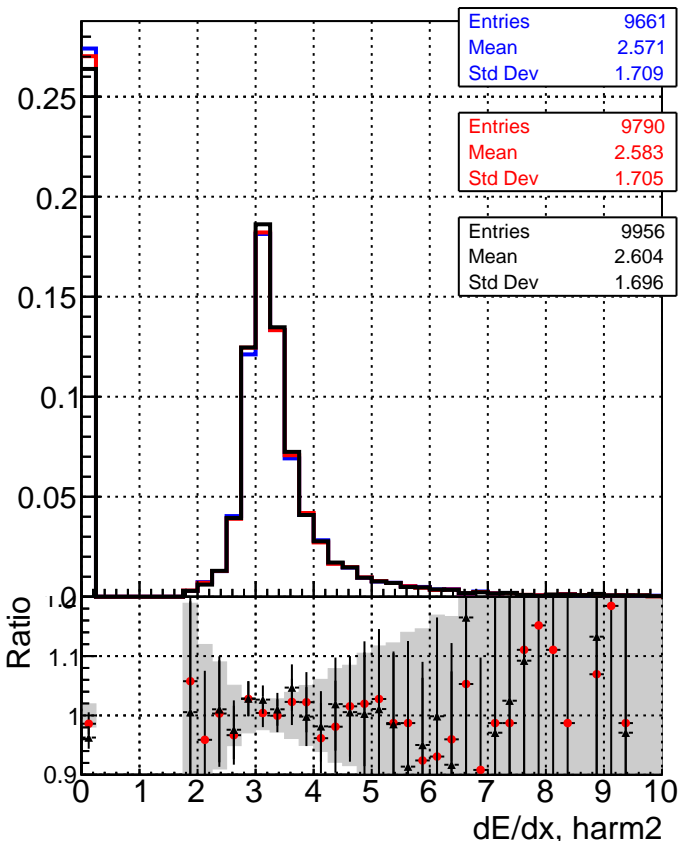 Entries 9661
Mean 2.571
Std Dev 1.709
Entries 9790
Mean 2.583
Std Dev 1.705
Entries 9956
Mean 2.604
Std Dev 1.696
0.25
0.2
0.15
0.1
0.05
0
Ratio
1.2
1.1
1
0.9
0 1 2 3 4 5 6 7 8 9 10
dE/dx, harm2